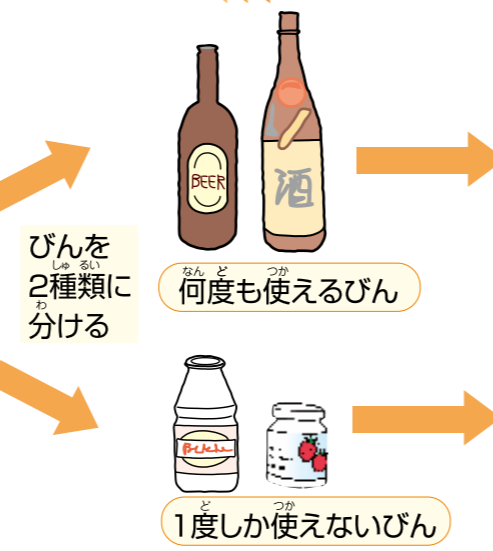 BEER
酒
びんを
2種類に
分ける
何度も使えるびん
1度しか使えないびん